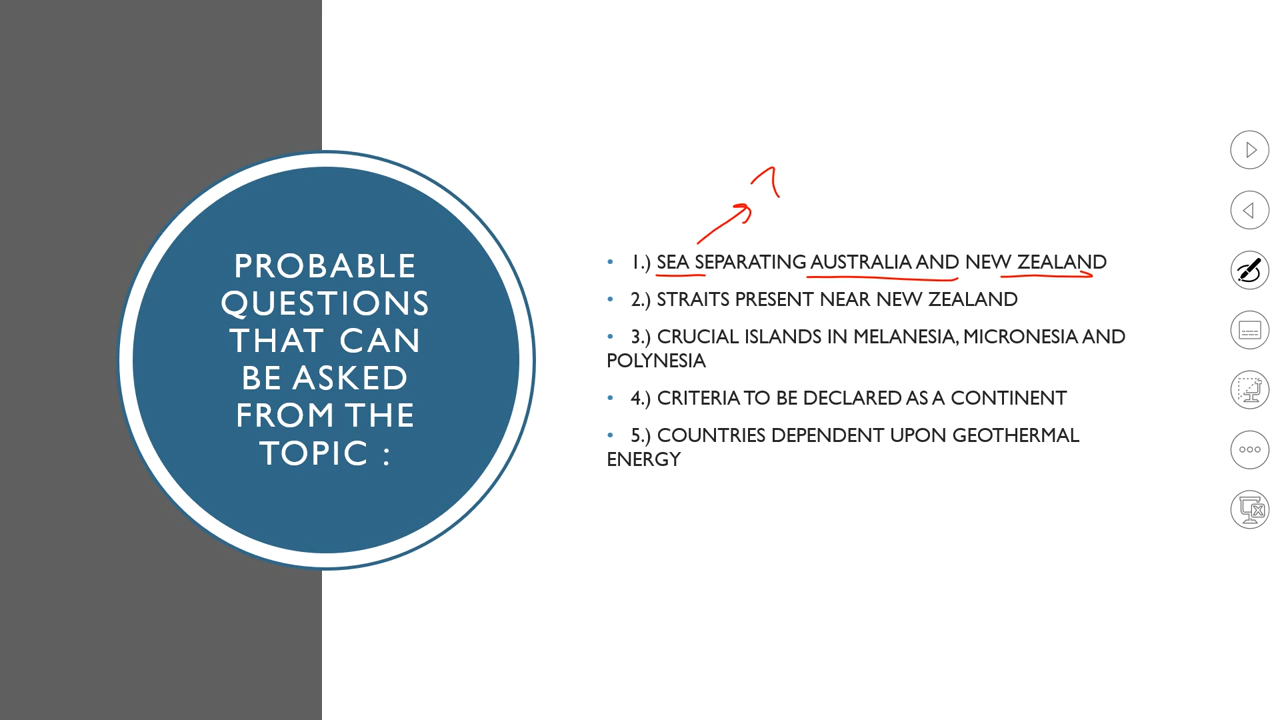 PROBABLE
QUESTIONS
THAT CAN
BE ASKED
FROM THE
TOPIC :
• 1.) SEA SEPARATING AUSTRALIA AND NEW ZEALAND
• 2.) STRAITS PRESENT NEAR NEW ZEALAND
• 3.) CRUCIAL ISLANDS IN MELANESIA, MICRONESIA AND
POLYNESIA
• 4.) CRITERIA TO BE DECLARED AS A CONTINENT
• 5.) COUNTRIES DEPENDENT UPON GEOTHERMAL
ENERGY